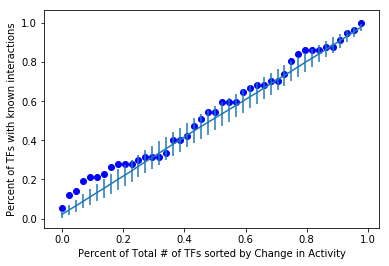 Percent of TFs with known interactions
1.0
0.8
0.6
0.4
0.2
0.0
0.0 0.2 0.4 0.6 0.8 1.0
Percent of Total # of TFs sorted by Change in Activity